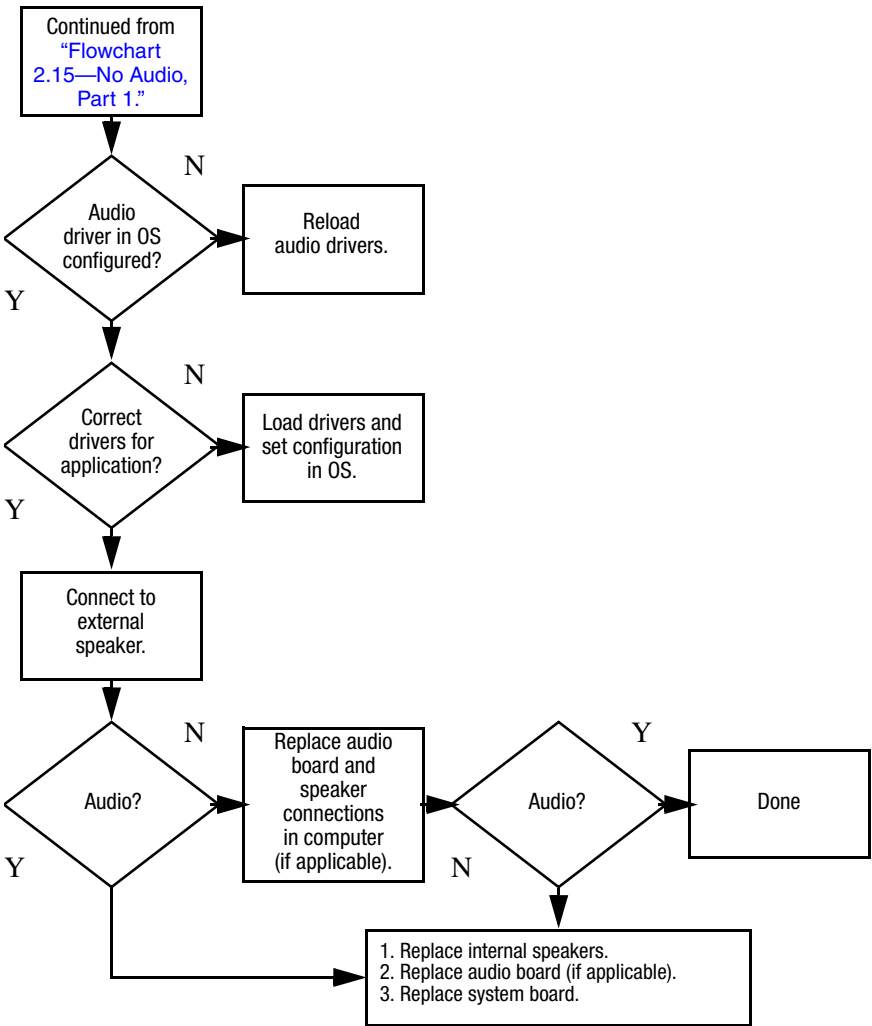 Continued from
“Flowchart
2.15—No Audio,
Part 1.”
N
Audio
driver in OS
configured?
Reload
audio drivers.
Y
N
Correct
drivers for
application?
Load drivers and
set configuration
in OS.
Y
Connect to
external
speaker.
N
Audio?
Y
Replace audio
board and
speaker
connections
in computer
(if applicable).
Y
Audio?
N
Done
1. Replace internal speakers.
2. Replace audio board (if applicable).
3. Replace system board.